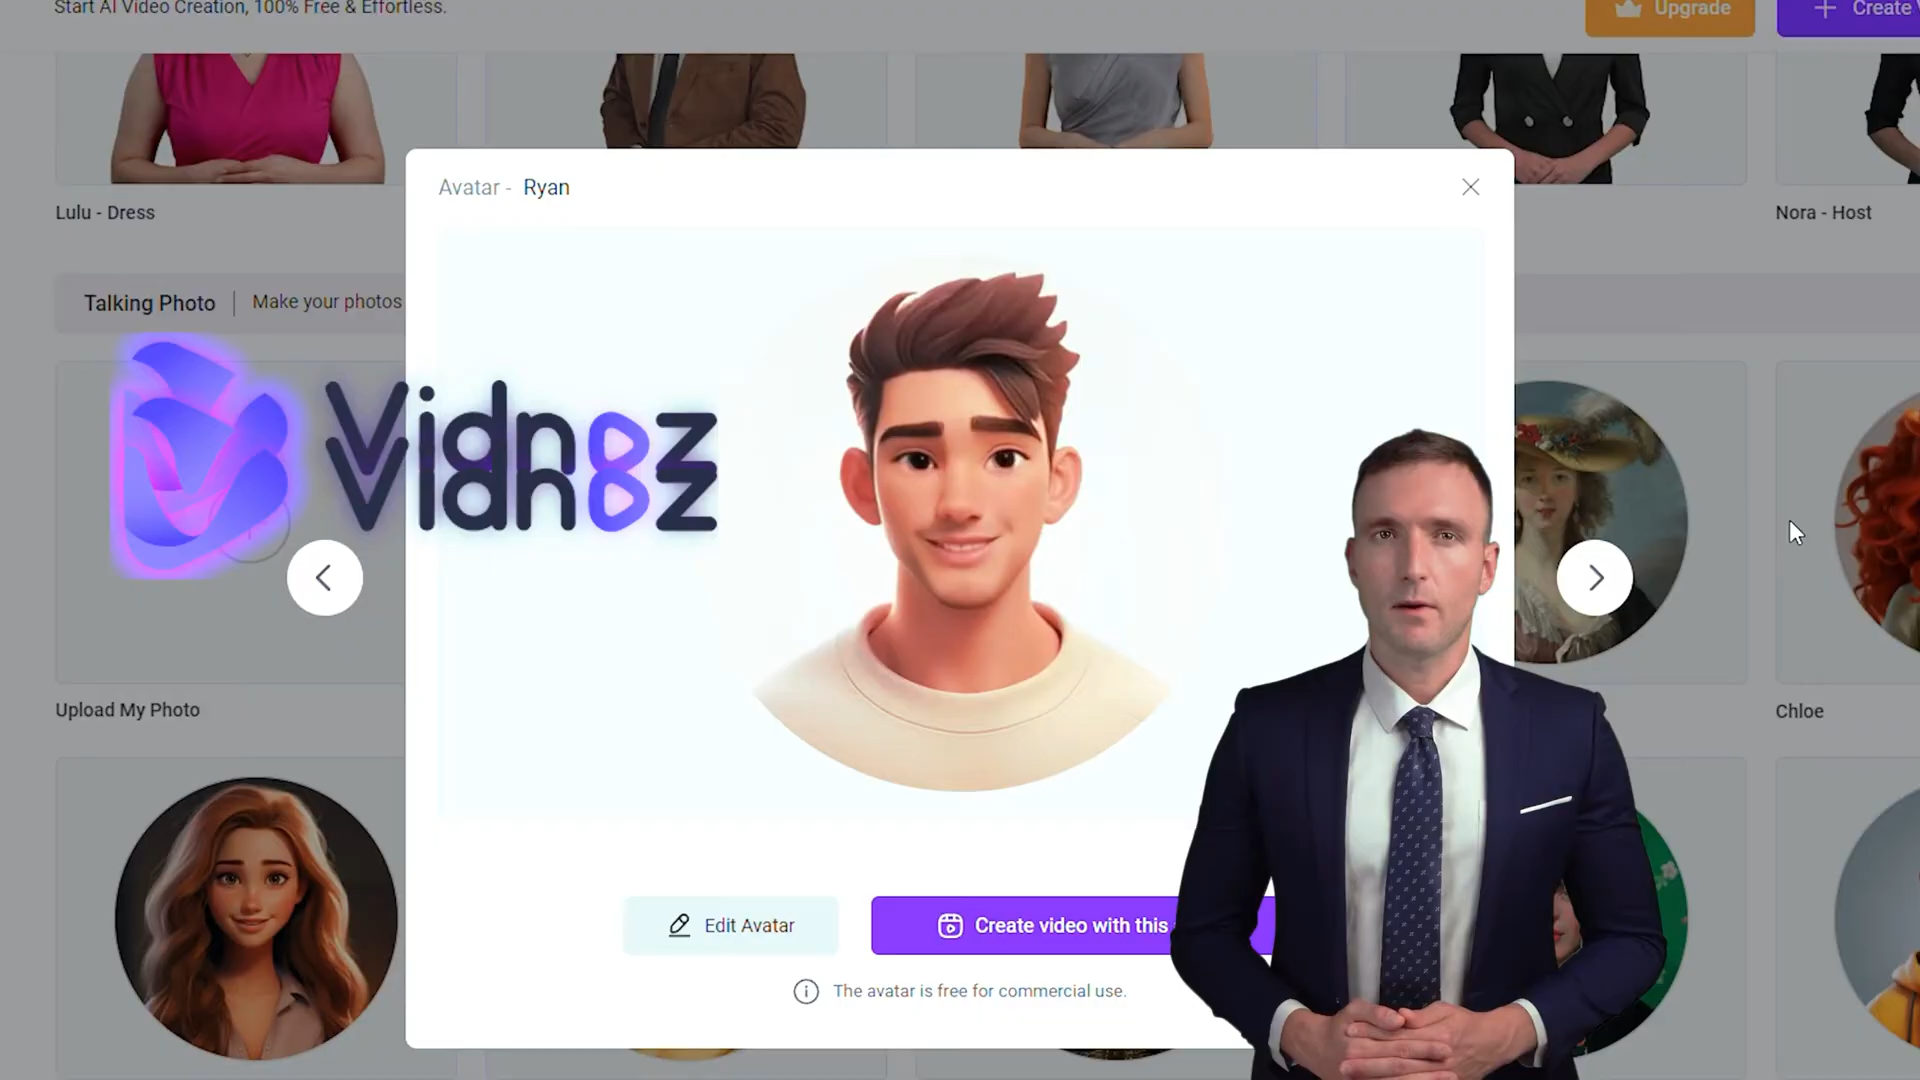 Start AI Video Creation, 100% Free & Effortless.
Upgrade
Create
Avatar - Ryan
Lulu - Dress
Nora - Host
Talking Photo | Make your photos
Vidnoz
Upload My Photo
Chloe
Edit Avatar
Create video with this
The avatar is free for commercial use.